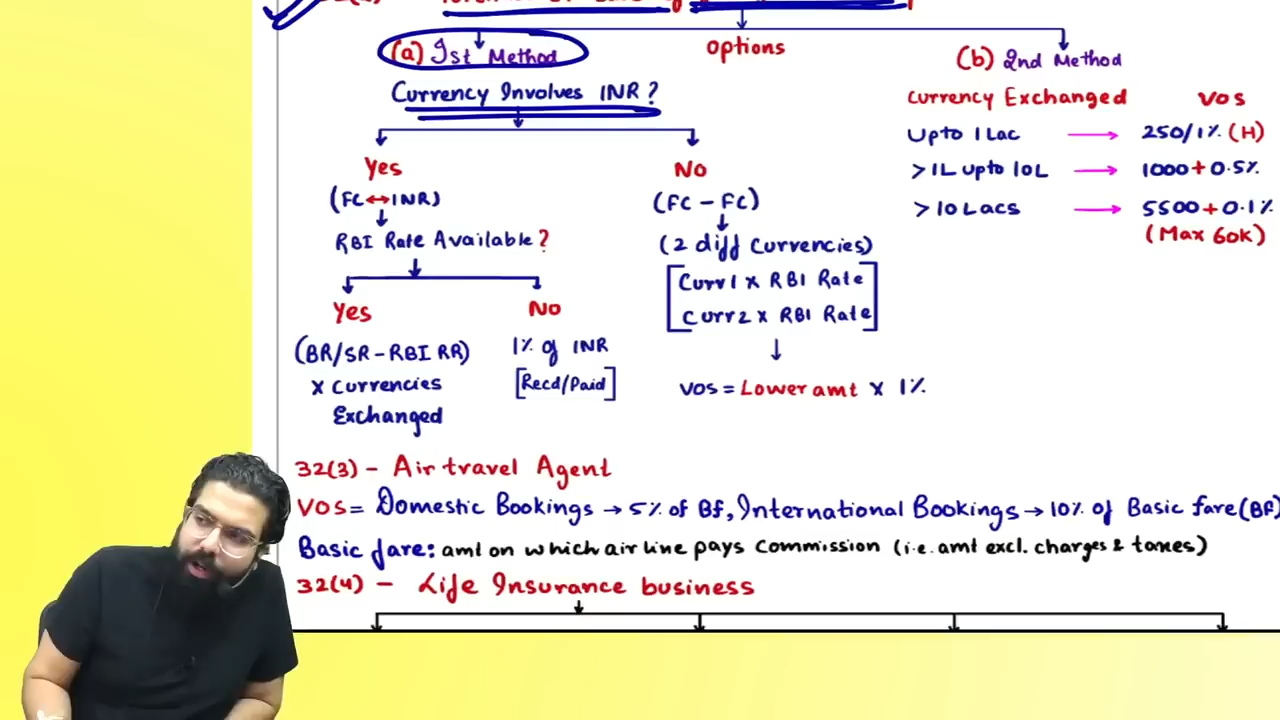 Options
(a) Ist Method
Currency Involves INR?
Yes
(FC↔INR)
RBI Rate Available?
Yes
(BR/SR-RBI RR)
x Currencies
Exchanged
No
1% of INR
[Recd/Paid]
No
(FC - FC)
(2 diff Currencies)
Curr1 x RBI Rate
Curr2 x RBI Rate
VOS = Lower amt x 1%
(b) 2nd Method
Currency Exchanged VOS
Upto 1 Lac → 250/1% (H)
>1L upto 10L → 1000+0.5%
>10 Lacs → 5500+0.1%
(Max 60K)
32(3) - Air travel Agent
VOS = Domestic Bookings → 5% of Bf, International Bookings → 10% of Basic fare (BF)
Basic fare: amt on which airline pays commission (i.e. amt excl. charges & taxes)
32(4) - Life Insurance business